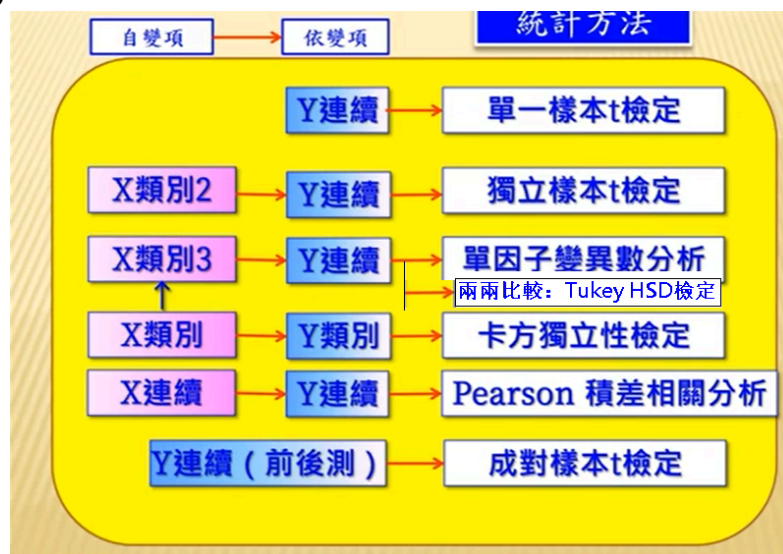 統計方法
自變項 依變項
Y連續 單一樣本t檢定
X類別2 Y連續 獨立樣本t檢定
X類別3 Y連續 單因子變異數分析
兩兩比較：Tukey HSD檢定
X類別 Y類別 卡方獨立性檢定
X連續 Y連續 Pearson 積差相關分析
Y連續（前後測） 成對樣本t檢定